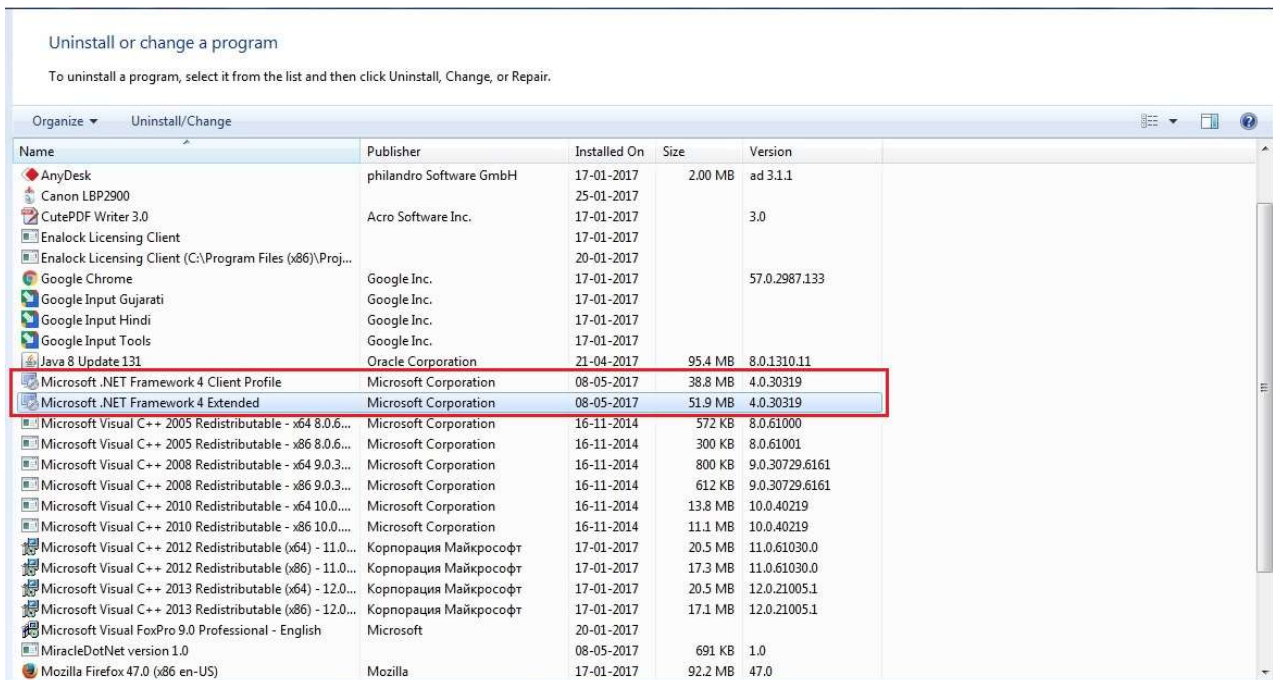 Uninstall or change a program
To uninstall a program, select it from the list and then click Uninstall, Change, or Repair.
Organize Uninstall/Change
Name Publisher Installed On Size Version
AnyDesk philandro Software GmbH 17-01-2017 2.00 MB ad 3.1.1
Canon LBP2900 25-01-2017
CutePDF Writer 3.0 Acro Software Inc. 17-01-2017 3.0
Enalock Licensing Client 17-01-2017
Enalock Licensing Client (C:\Program Files (x86)\Proj... 20-01-2017
Google Chrome Google Inc. 17-01-2017 57.0.2987.133
Google Input Gujarati Google Inc. 17-01-2017
Google Input Hindi Google Inc. 17-01-2017
Google Input Tools Google Inc. 17-01-2017
Java 8 Update 131 Oracle Corporation 21-04-2017 95.4 MB 8.0.1310.11
Microsoft .NET Framework 4 Client Profile Microsoft Corporation 08-05-2017 38.8 MB 4.0.30319
Microsoft .NET Framework 4 Extended Microsoft Corporation 08-05-2017 51.9 MB 4.0.30319
Microsoft Visual C++ 2005 Redistributable - x64 8.0.6... Microsoft Corporation 16-11-2014 572 KB 8.0.61000
Microsoft Visual C++ 2005 Redistributable - x86 8.0.6... Microsoft Corporation 16-11-2014 300 KB 8.0.61001
Microsoft Visual C++ 2008 Redistributable - x64 9.0.3... Microsoft Corporation 16-11-2014 800 KB 9.0.30729.6161
Microsoft Visual C++ 2008 Redistributable - x86 9.0.3... Microsoft Corporation 16-11-2014 612 KB 9.0.30729.6161
Microsoft Visual C++ 2010 Redistributable - x64 10.0.... Microsoft Corporation 16-11-2014 13.8 MB 10.0.40219
Microsoft Visual C++ 2010 Redistributable - x86 10.0.... Microsoft Corporation 16-11-2014 11.1 MB 10.0.40219
Microsoft Visual C++ 2012 Redistributable (x64) - 11.0... Корпорация Майкрософт 17-01-2017 20.5 MB 11.0.61030.0
Microsoft Visual C++ 2012 Redistributable (x86) - 11.0... Корпорация Майкрософт 17-01-2017 17.3 MB 11.0.61030.0
Microsoft Visual C++ 2013 Redistributable (x64) - 12.0... Корпорация Майкрософт 17-01-2017 20.5 MB 12.0.21005.1
Microsoft Visual C++ 2013 Redistributable (x86) - 12.0... Корпорация Майкрософт 17-01-2017 17.1 MB 12.0.21005.1
Microsoft Visual FoxPro 9.0 Professional - English Microsoft 20-01-2017
MiracleDotNet version 1.0 08-05-2017 691 KB 1.0
Mozilla Firefox 47.0 (x86 en-US) Mozilla 17-01-2017 92.2 MB 47.0